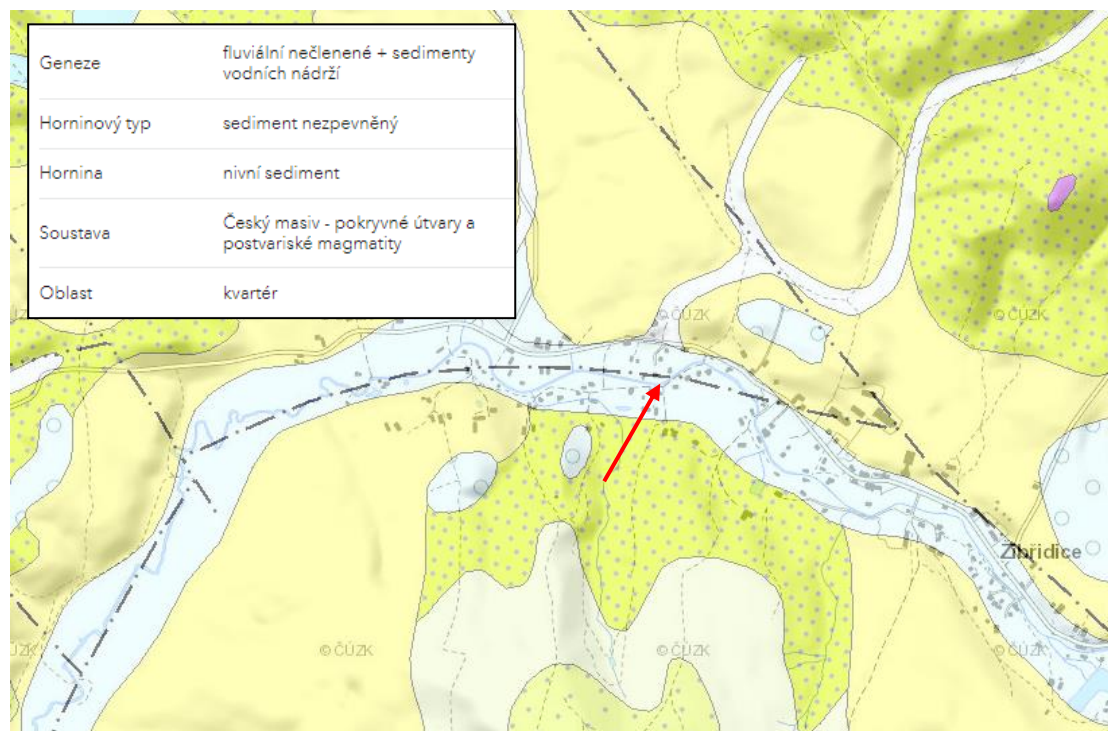 Geneze
fluviální nečlenené + sedimenty
vodních nádrží
Horninový typ
sediment nezpevněný
Hornina
nivní sediment
Soustava
Český masiv - pokryvné útvary a
postvariské magmatity
Oblast
kvartér
© ČÚZK
© ČÚZK
Zibřidice
© ČÚZK
© ČÚZK
© ČÚZK